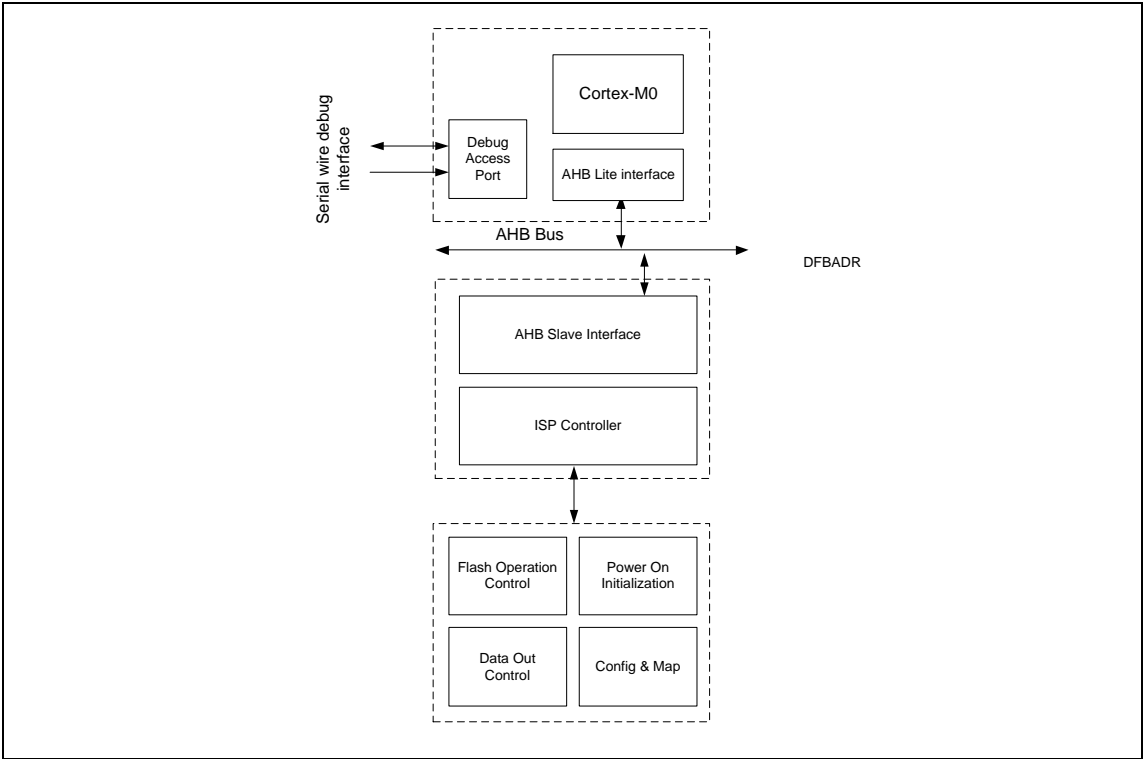 Cortex-M0
Serial wire debug
interface
Debug
Access
Port
AHB Lite interface
AHB Bus
DFBADR
AHB Slave Interface
ISP Controller
Flash Operation
Control
Power On
Initialization
Data Out
Control
Config & Map